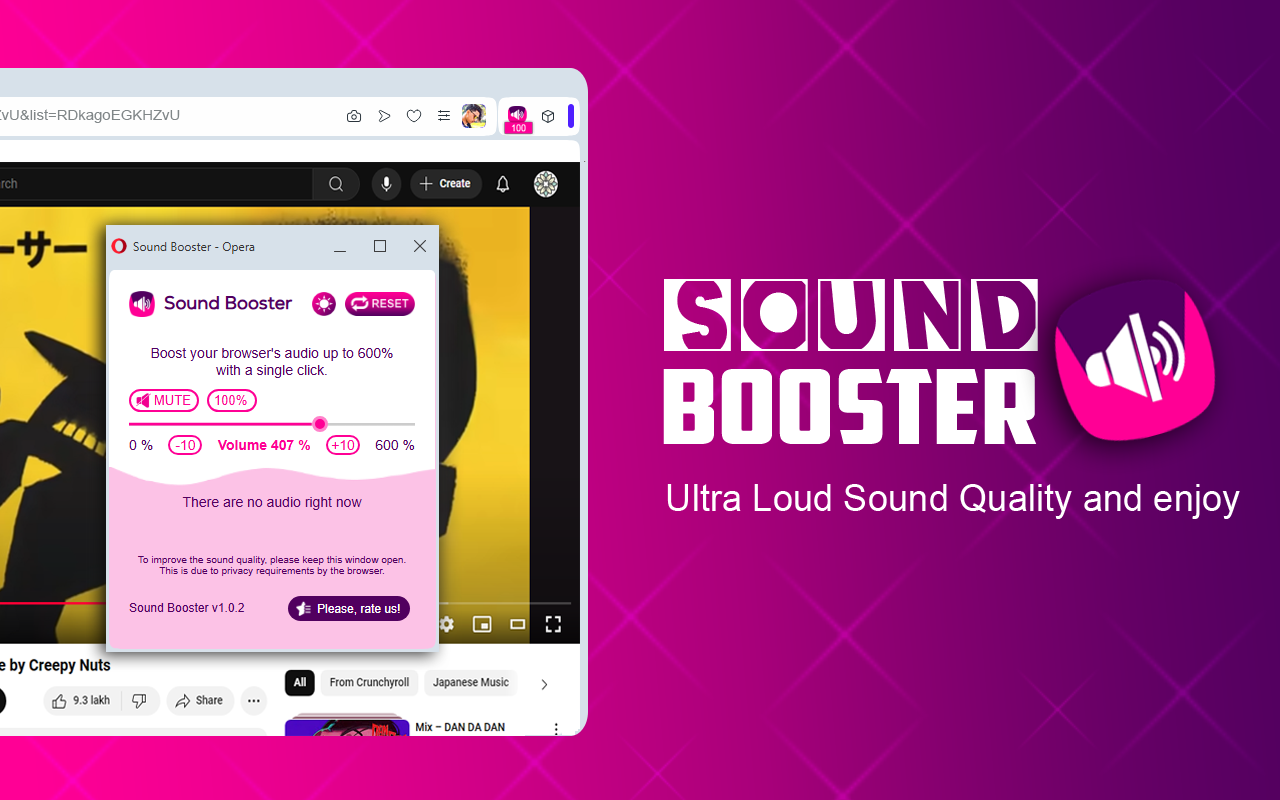 ZvU&list=RDkagoEGKHZvU
100
arch
Create
ーサー
Sound Booster - Opera
Sound Booster
RESET
Boost your browser's audio up to 600%
with a single click.
MUTE
100%
0 %
-10
Volume 407 %
+10
600 %
There are no audio right now
To improve the sound quality, please keep this window open.
This is due to privacy requirements by the browser.
Sound Booster v1.0.2
Please, rate us!
e by Creepy Nuts
9.3 lakh
Share
All
From Crunchyroll
Japanese Music
Mix – DAN DA DAN
SOUND
BOOSTER
Ultra Loud Sound Quality and enjoy